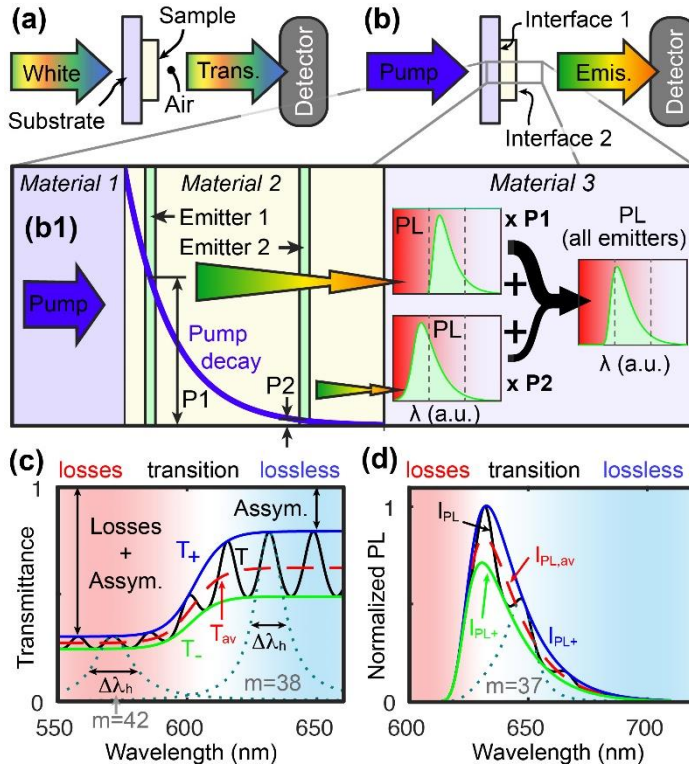 (a)
Sample
White
Trans.
Detector
Substrate
Air
(b)
Interface 1
Pump
Emis.
Detector
Interface 2
Material 1
Material 2
Material 3
(b1)
Emitter 1
Emitter 2
Pump
Pump
decay
P1
P2
PL
x P1
+
PL
+
x P2
λ (a.u.)
PL
(all emitters)
λ (a.u.)
(c)
losses
transition
lossless
1
Losses
+
Assym.
Assym.
T+
T
Tav
T-
Δλh
Δλh
m=38
m=42
0
550
600
650
Transmittance
Wavelength (nm)
(d)
losses
transition
lossless
1
IPL
IPL,av
IPL+
IPL+
m=37
0
600
650
700
Normalized PL
Wavelength (nm)